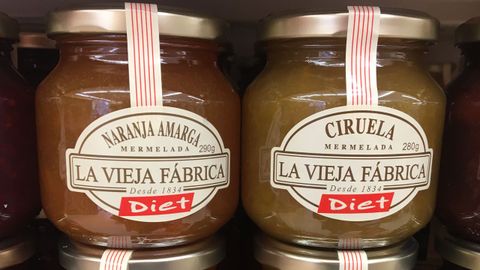 NARANJA AMARGA
MERMELADA
290g
LA VIEJA FÁBRICA
Desde 1834
Diet
CIRUELA
MERMELADA
280g
LA VIEJA FÁBRICA
Desde 1834
Diet